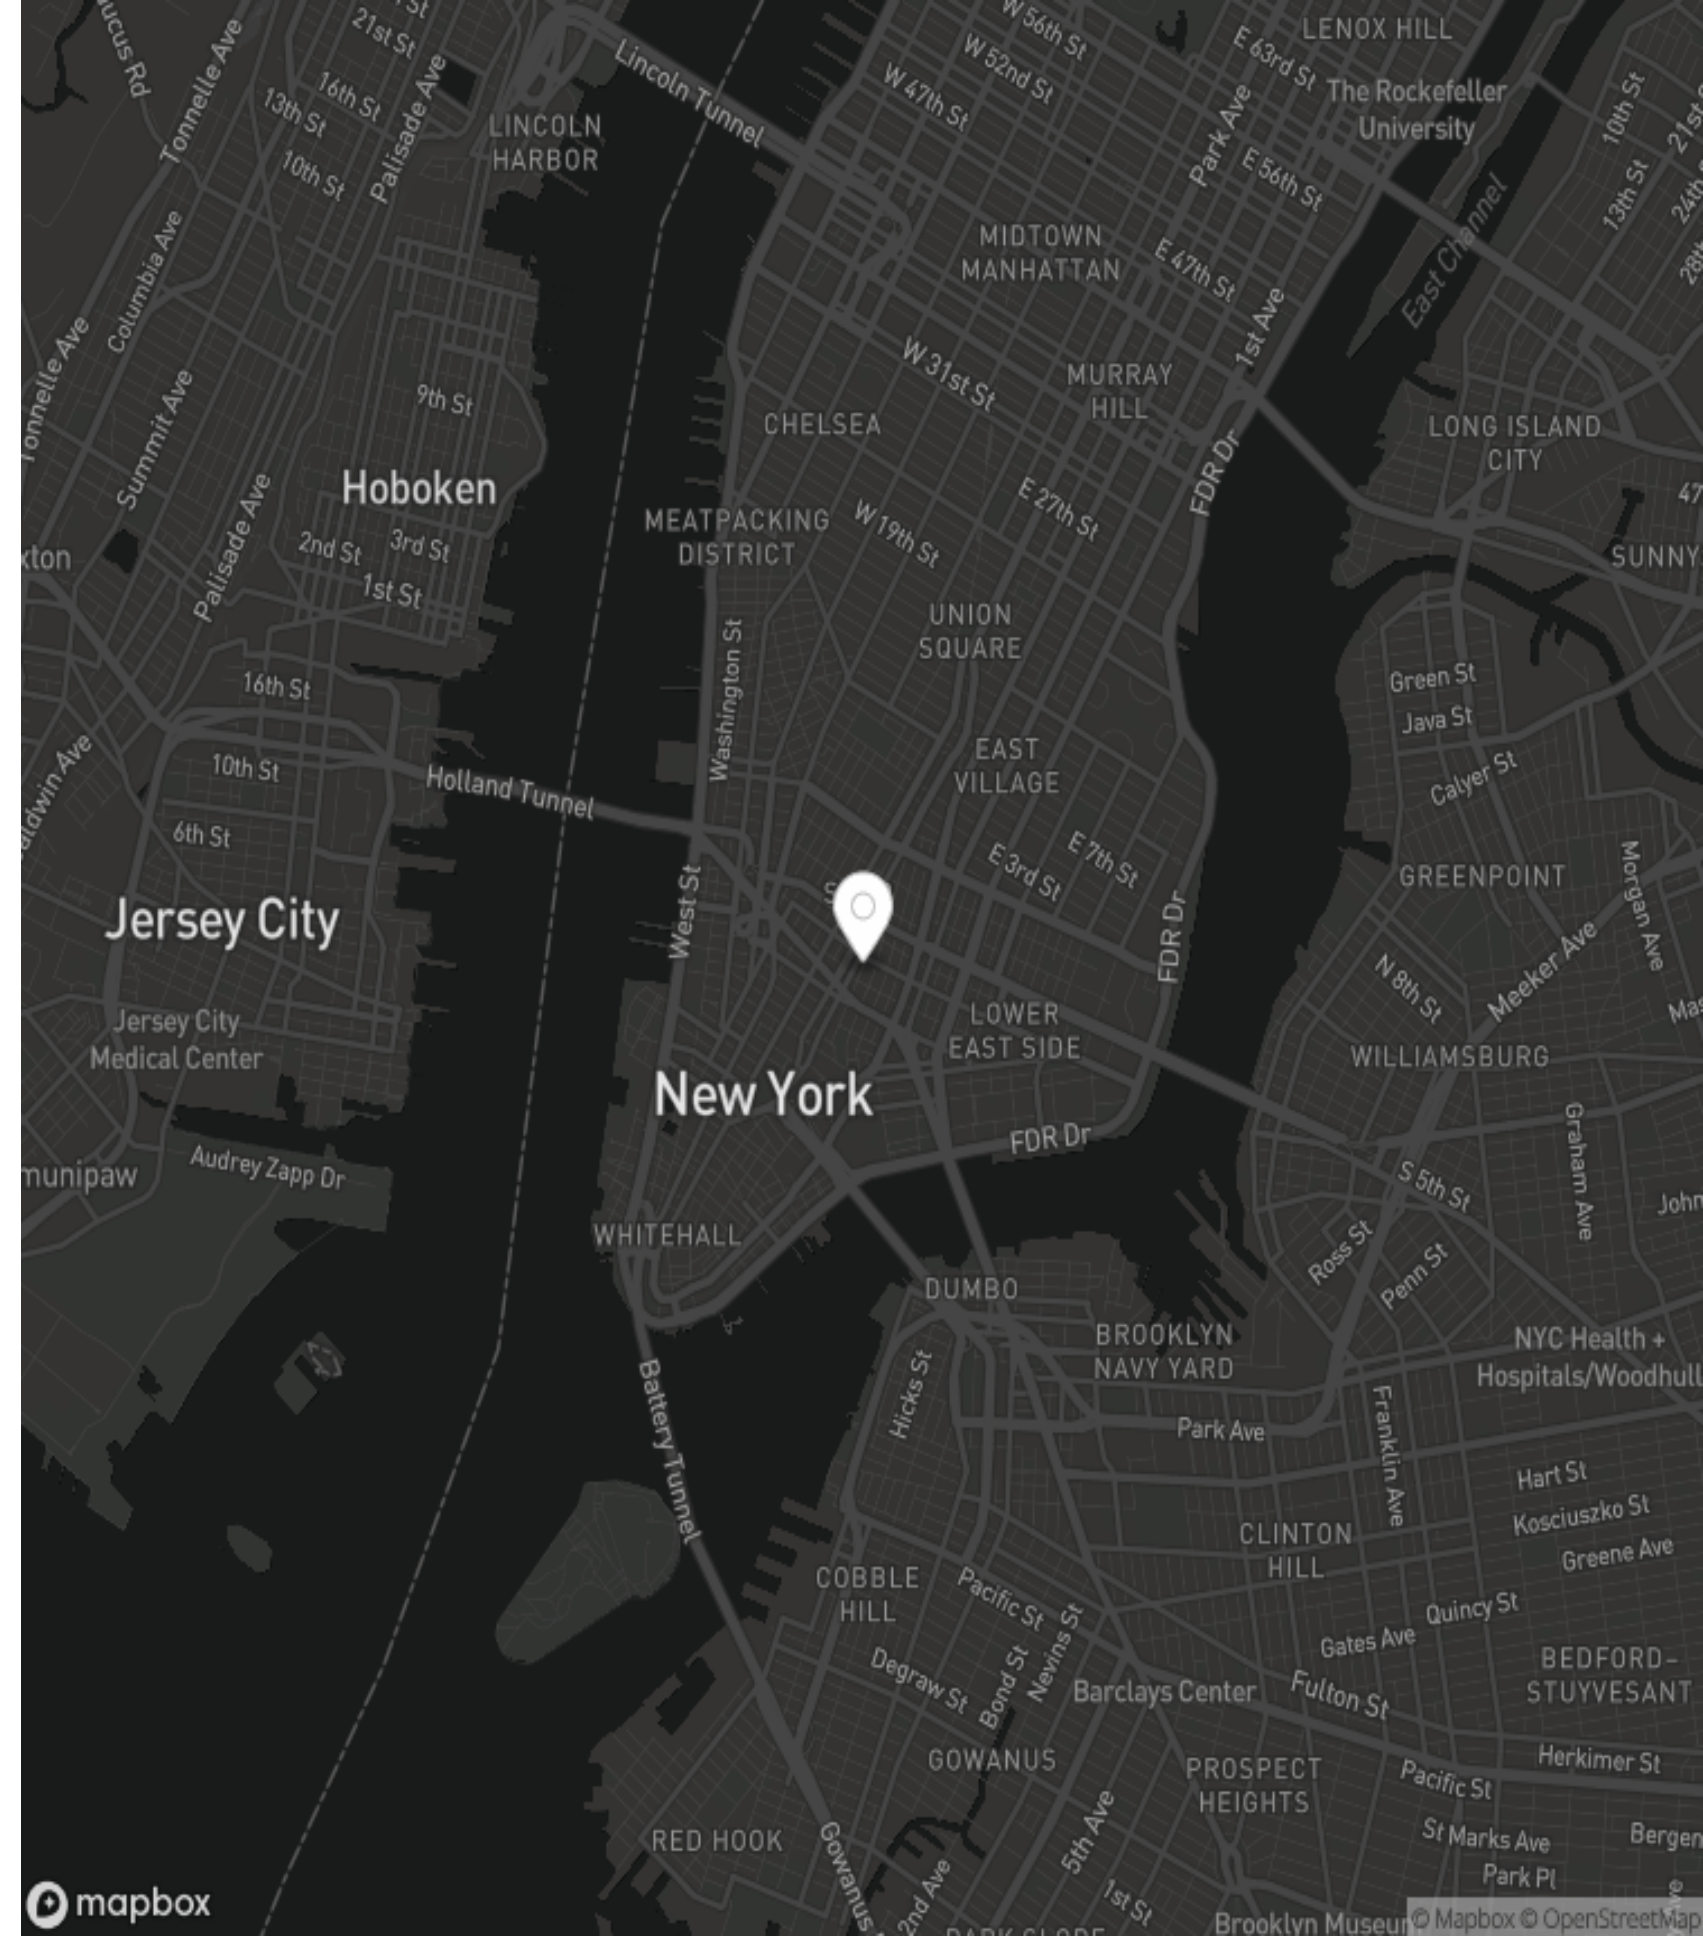 21st St
W 56th St
LENOX HILL
Tonnelle Ave
Lincoln Tunnel
W 52nd St
E 63rd St
16th St
Palisade Ave
W 47th St
The Rockefeller
University
10th St
13th St
LINCOLN
HARBOR
Park Ave
10th St
E 56th St
13th St
MIDTOWN
MANHATTAN
East Channel
E 47th St
Columbia Ave
1st Ave
Tonnelle Ave
W 31st St
MURRAY
HILL
9th St
Summit Ave
CHELSEA
LONG ISLAND
CITY
FDR Dr
Hoboken
E 27th St
47
MEATPACKING
DISTRICT
W 19th St
2nd St
3rd St
Palisade Ave
SUNNY
1st St
UNION
SQUARE
16th St
Washington St
Green St
Java St
10th St
Holland Tunnel
EAST
VILLAGE
Calyer St
6th St
E 7th St
E 3rd St
GREENPOINT
Morgan Ave
West St
FDR Dr
Jersey City
N 8th St
Meeker Ave
Jersey City
Medical Center
LOWER
EAST SIDE
WILLIAMSBURG
New York
FDR Dr
Graham Ave
munipaw
Audrey Zapp Dr
S 5th St
John
WHITEHALL
Ross St
Penn St
DUMBO
BROOKLYN
NAVY YARD
NYC Health +
Hospitals/Woodhull
Hicks St
Battery Tunnel
Park Ave
Franklin Ave
Hart St
Kosciuszko St
CLINTON
HILL
Greene Ave
COBBLE
HILL
Pacific St
Quincy St
Nevins St
Gates Ave
Degraw St
Bond St
BEDFORD-
STUYVESANT
Barclays Center
Fulton St
GOWANUS
PROSPECT
HEIGHTS
Herkimer St
Pacific St
RED HOOK
5th Ave
St Marks Ave
Bergen
Gowanus
Park Pl
mapbox
2nd Ave
1st St
Brooklyn Museum
© Mapbox © OpenStreetMap